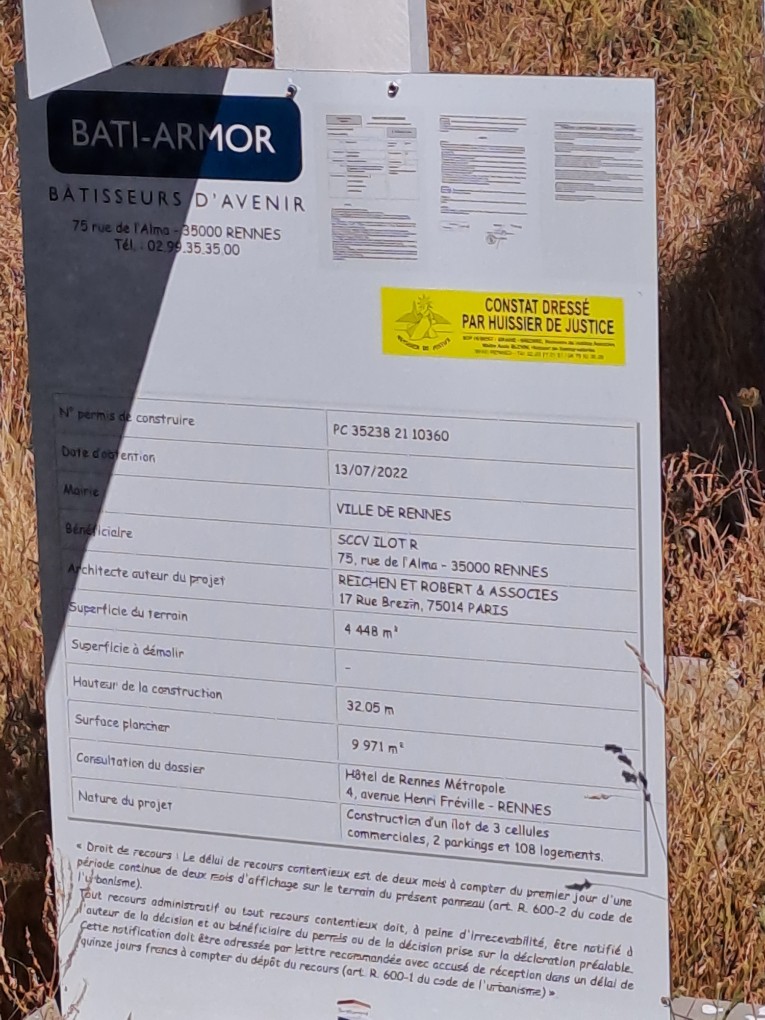 BATI-ARMOR
BÂTISSEURS D'AVENIR
75 rue de l'Alma - 35000 RENNES
Tél. : 02.99.35.35.00
CONSTAT DRESSÉ
PAR HUISSIER DE JUSTICE
N° permis de construire
PC 35238 21 10360
Date d'obtention
13/07/2022
Mairie
VILLE DE RENNES
Bénéficiaire
SCCV ILOT R
75, rue de l'Alma - 35000 RENNES
Architecte auteur du projet
REICHEN ET ROBERT & ASSOCIES
17 Rue Brezin, 75014 PARIS
Superficie du terrain
4 448 m²
Superficie à démolir
-
Hauteur de la construction
32.05 m
Surface plancher
9 971 m²
Consultation du dossier
Hôtel de Rennes Métropole
4, avenue Henri Fréville - RENNES
Nature du projet
Construction d'un îlot de 3 cellules
commerciales, 2 parkings et 108 logements.
« Droit de recours : Le délai de recours contentieux est de deux mois à compter du premier jour d'une
période continue de deux mois d'affichage sur le terrain du présent panneau (art. R. 600-2 du code de
l'urbanisme).
Tout recours administratif ou tout recours contentieux doit, à peine d'irrecevabilité, être notifié à
l'auteur de la décision et au bénéficiaire du permis ou de la décision prise sur la déclaration préalable.
Cette notification doit être adressée par lettre recommandée avec accusé de réception dans un délai de
quinze jours francs à compter du dépôt du recours (art. R. 600-1 du code de l'urbanisme) »